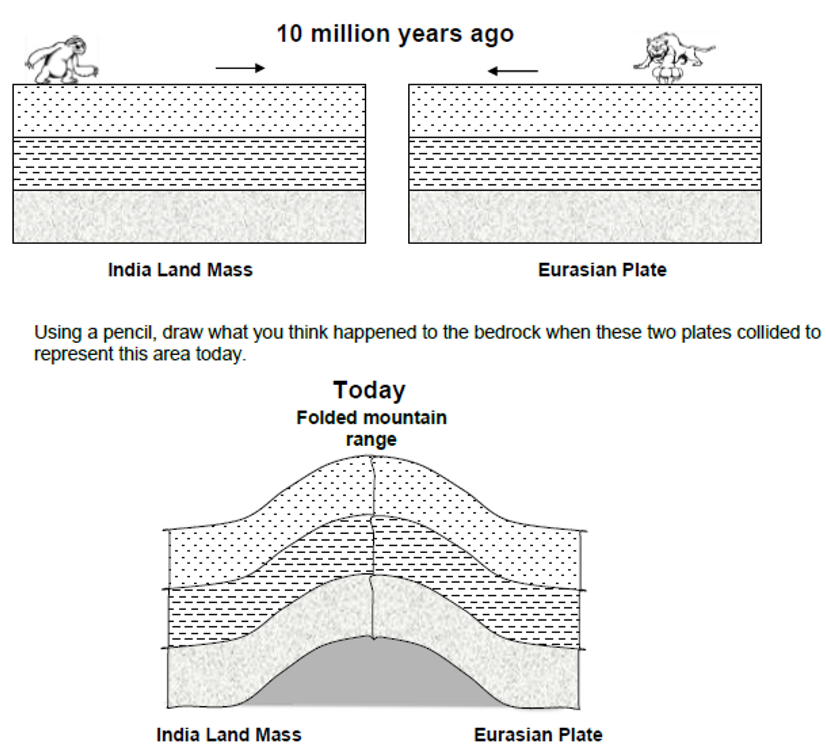 10 million years ago
India Land Mass
Eurasian Plate
Using a pencil, draw what you think happened to the bedrock when these two plates collided to
represent this area today.
Today
Folded mountain
range
India Land Mass
Eurasian Plate